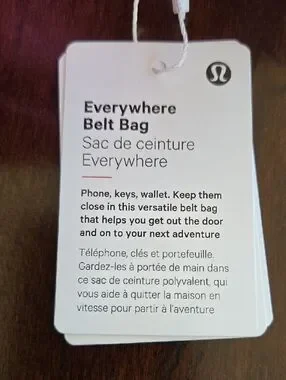 Everywhere
Belt Bag
Sac de ceinture
Everywhere
Phone, keys, wallet. Keep them
close in this versatile belt bag
that helps you get out the door
and on to your next adventure
Téléphone, clés et portefeuille.
Gardez-les à portée de main dans
ce sac de ceinture polyvalent, qui
vous aide à quitter la maison en
vitesse pour partir à l'aventure